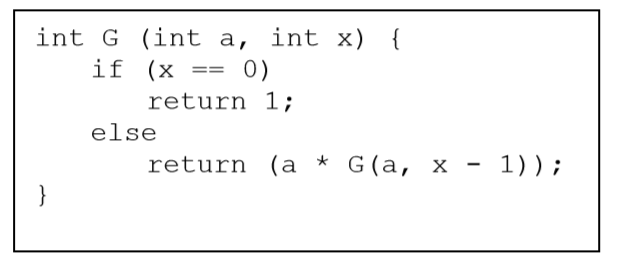 int G (int a, int x) {
if (x == 0)
return 1;
else
return (a * G(a, x - 1));
}